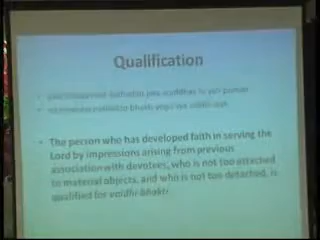 Qualification
• The person who has developed faith in serving the
Lord by impressions arising from previous
association with devotees, who is not too attached
to material objects, and who is not too detached, is
qualified for vaidhi bhakti